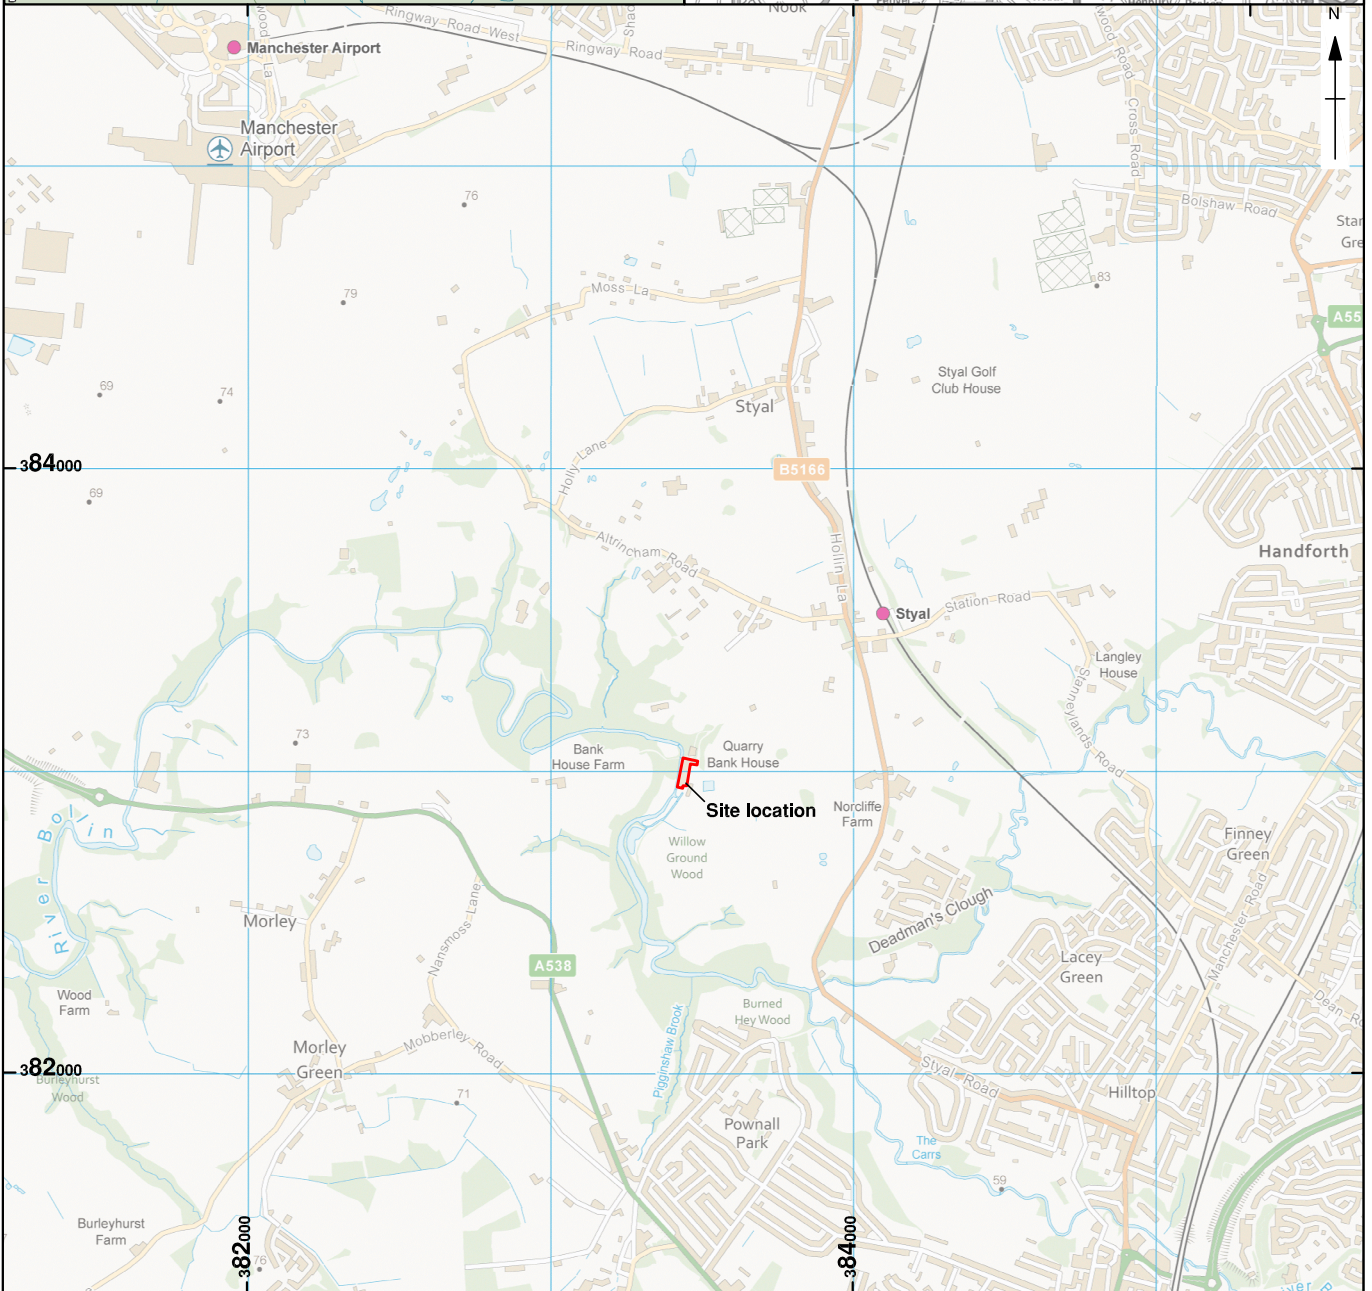 Ringway Road West
Nook
N
Manchester Airport
Ringway Road
Cross Road
Manchester
Airport
76
Bolshaw Road
Moss La
83
79
A55
69
74
Styal Golf
Club House
Styal
Holly Lane
384000
B5166
69
Altrincham Road
Hollin La
Handforth
Station Road
Styal
Langley
House
Stanneylands Road
73
Bank
House Farm
Quarry
Bank House
Site location
Norcliffe
Farm
River Bollin
Willow
Ground
Wood
Finney
Green
Morley
Nansmoss Lane
Deadman's Clough
Manchester Road
A538
Lacey
Green
Wood
Farm
Burned
Hey Wood
Dean R
Pigginshaw Brook
Morley
Green
Mobberley Road
382000
Styal Road
Burleyhurst
Wood
71
Hilltop
Pownall
Park
The
Carrs
59
Burleyhurst
Farm
382000
384000
76